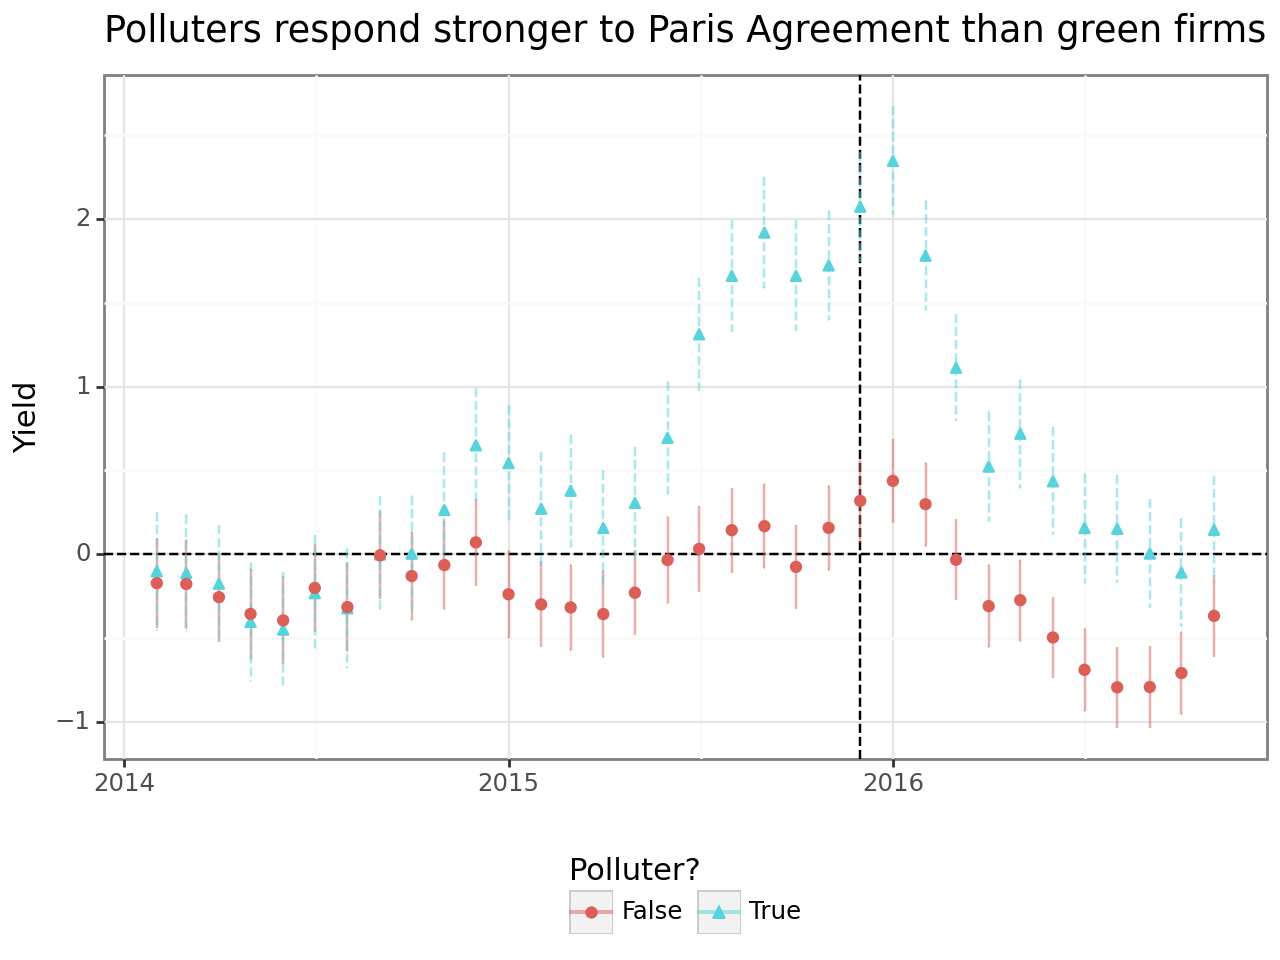 Polluters respond stronger to Paris Agreement than green firms
Yield
2
1
0
−1
2014
2015
2016
Polluter?
False
True